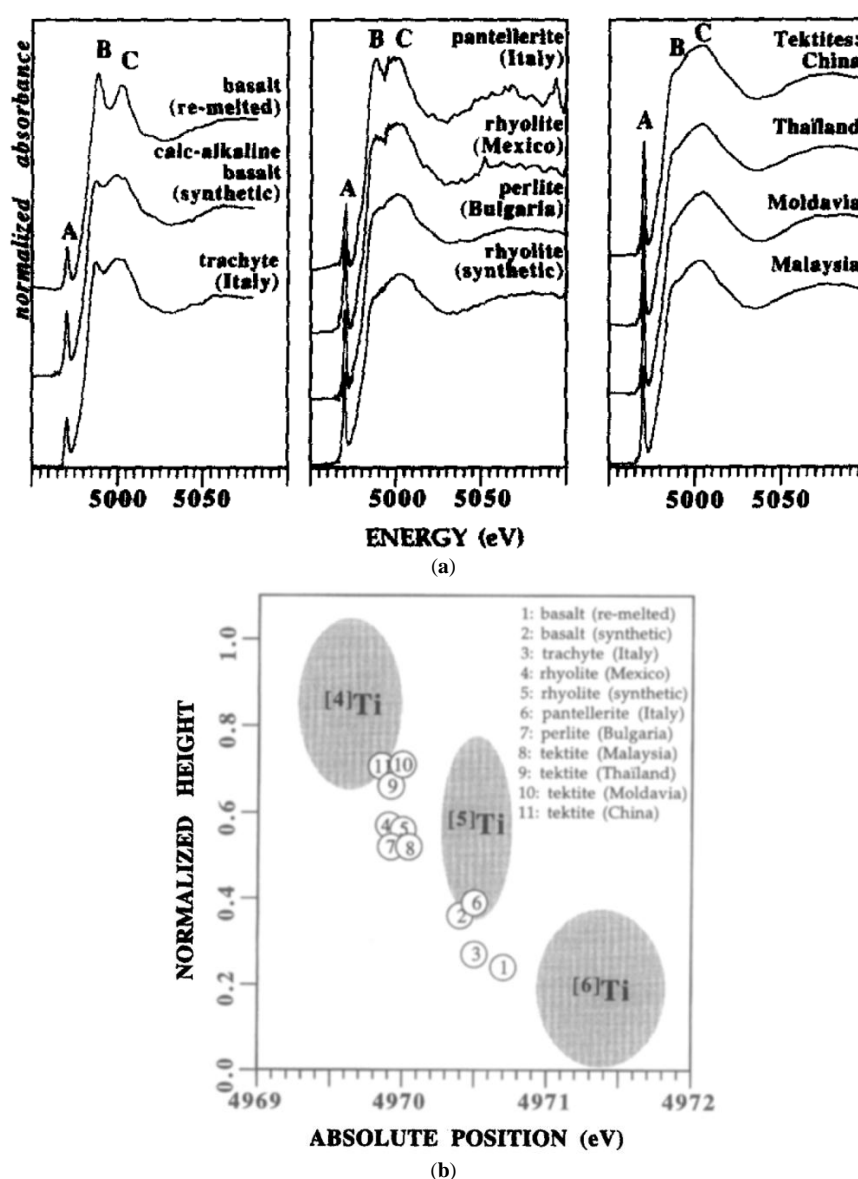 normalized absorbance
B
C
A
basalt
(re-melted)
calc-alkaline
basalt
(synthetic)
trachyte
(Italy)
5000
5050
B
C
A
pantellerite
(Italy)
rhyolite
(Mexico)
perlite
(Bulgaria)
rhyolite
(synthetic)
5000
5050
C
B
A
Tektites:
China
Thaïland
Moldavia
Malaysia
5000
5050
ENERGY (eV)
(a)
NORMALIZED HEIGHT
1.0
0.8
0.6
0.4
0.2
0.0
[4]Ti
[5]Ti
[6]Ti
11
10
9
4
5
7
8
6
2
3
1
1: basalt (re-melted)
2: basalt (synthetic)
3: trachyte (Italy)
4: rhyolite (Mexico)
5: rhyolite (synthetic)
6: pantellerite (Italy)
7: perlite (Bulgaria)
8: tektite (Malaysia)
9: tektite (Thaïland)
10: tektite (Moldavia)
11: tektite (China)
4969
4970
4971
4972
ABSOLUTE POSITION (eV)
(b)